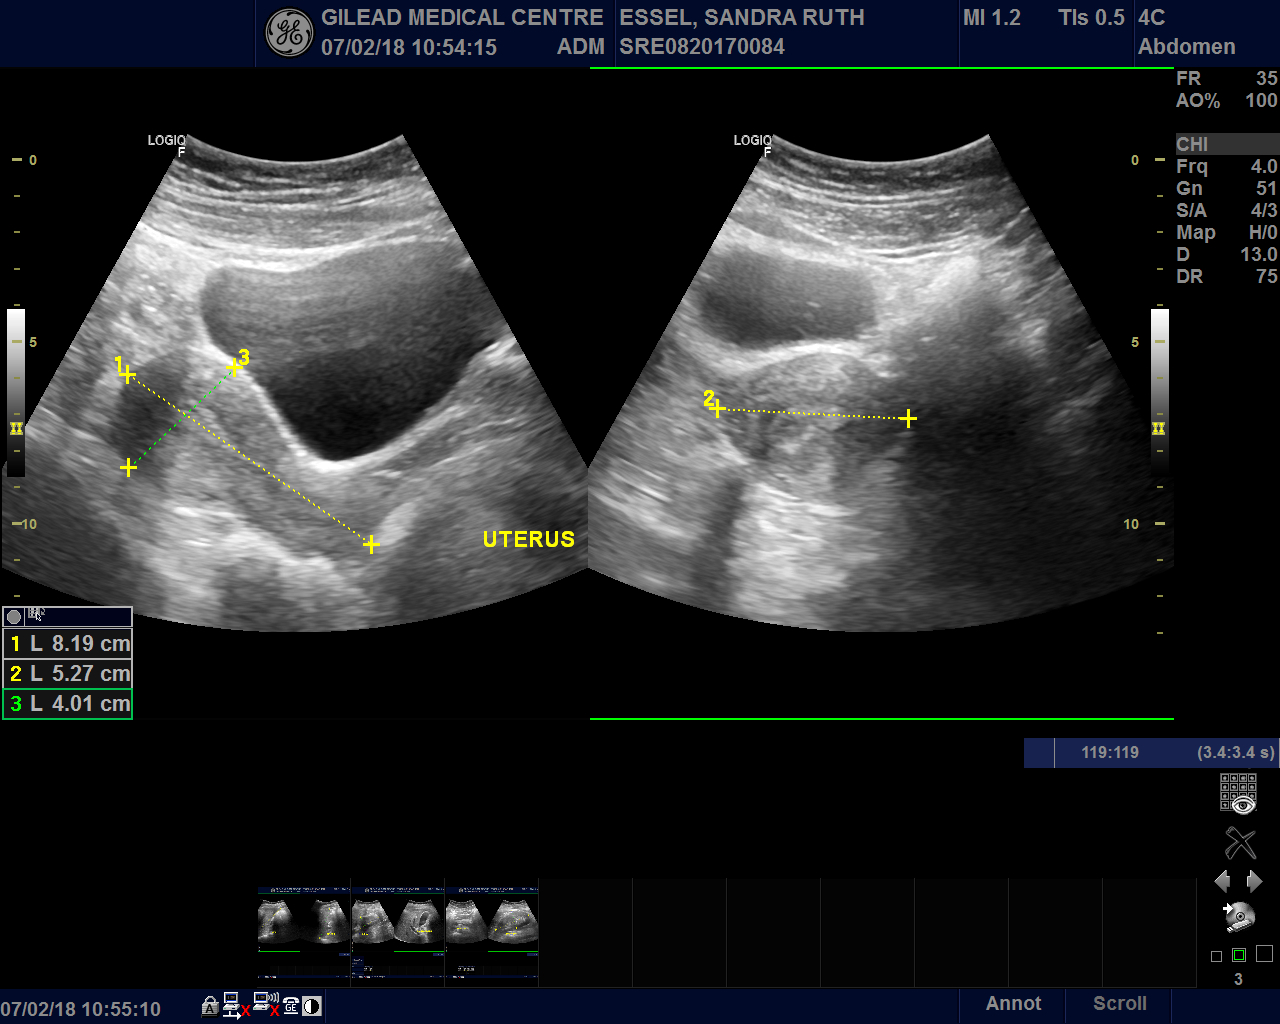 GILEAD MEDICAL CENTRE
07/02/18 10:54:15 ADM
ESSEL, SANDRA RUTH
SRE0820170084
MI 1.2 TIs 0.5
4C
Abdomen
FR 35
AO% 100
CHI
Frq 4.0
Gn 51
S/A 4/3
Map H/0
D 13.0
DR 75
LOGIQ
F
0
5
10
1
3
UTERUS
LOGIQ
F
0
5
10
2
1 L 8.19 cm
2 L 5.27 cm
3 L 4.01 cm
119:119 (3.4:3.4 s)
3
07/02/18 10:55:10
Annot
Scroll